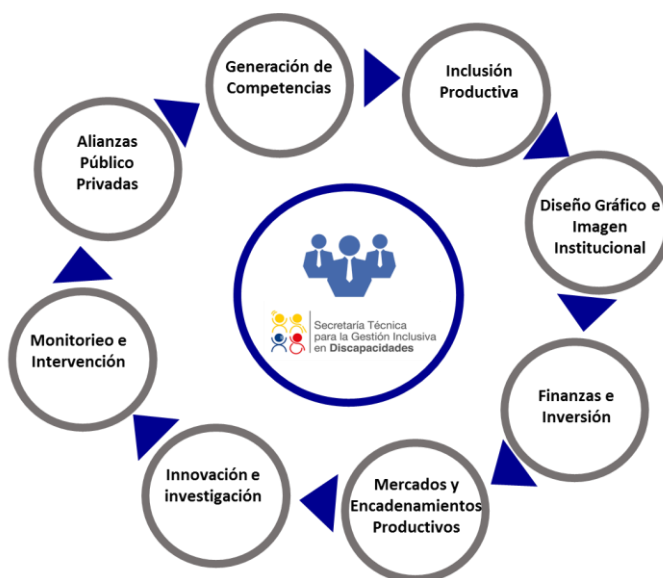 Generación de
Competencias
Inclusión
Productiva
Diseño Gráfico e
Imagen
Institucional
Finanzas e
Inversión
Mercados y
Encadenamientos
Productivos
Innovación e
investigación
Monitorieo e
Intervención
Alianzas
Público
Privadas
Secretaría Técnica
para la Gestión Inclusiva
en Discapacidades